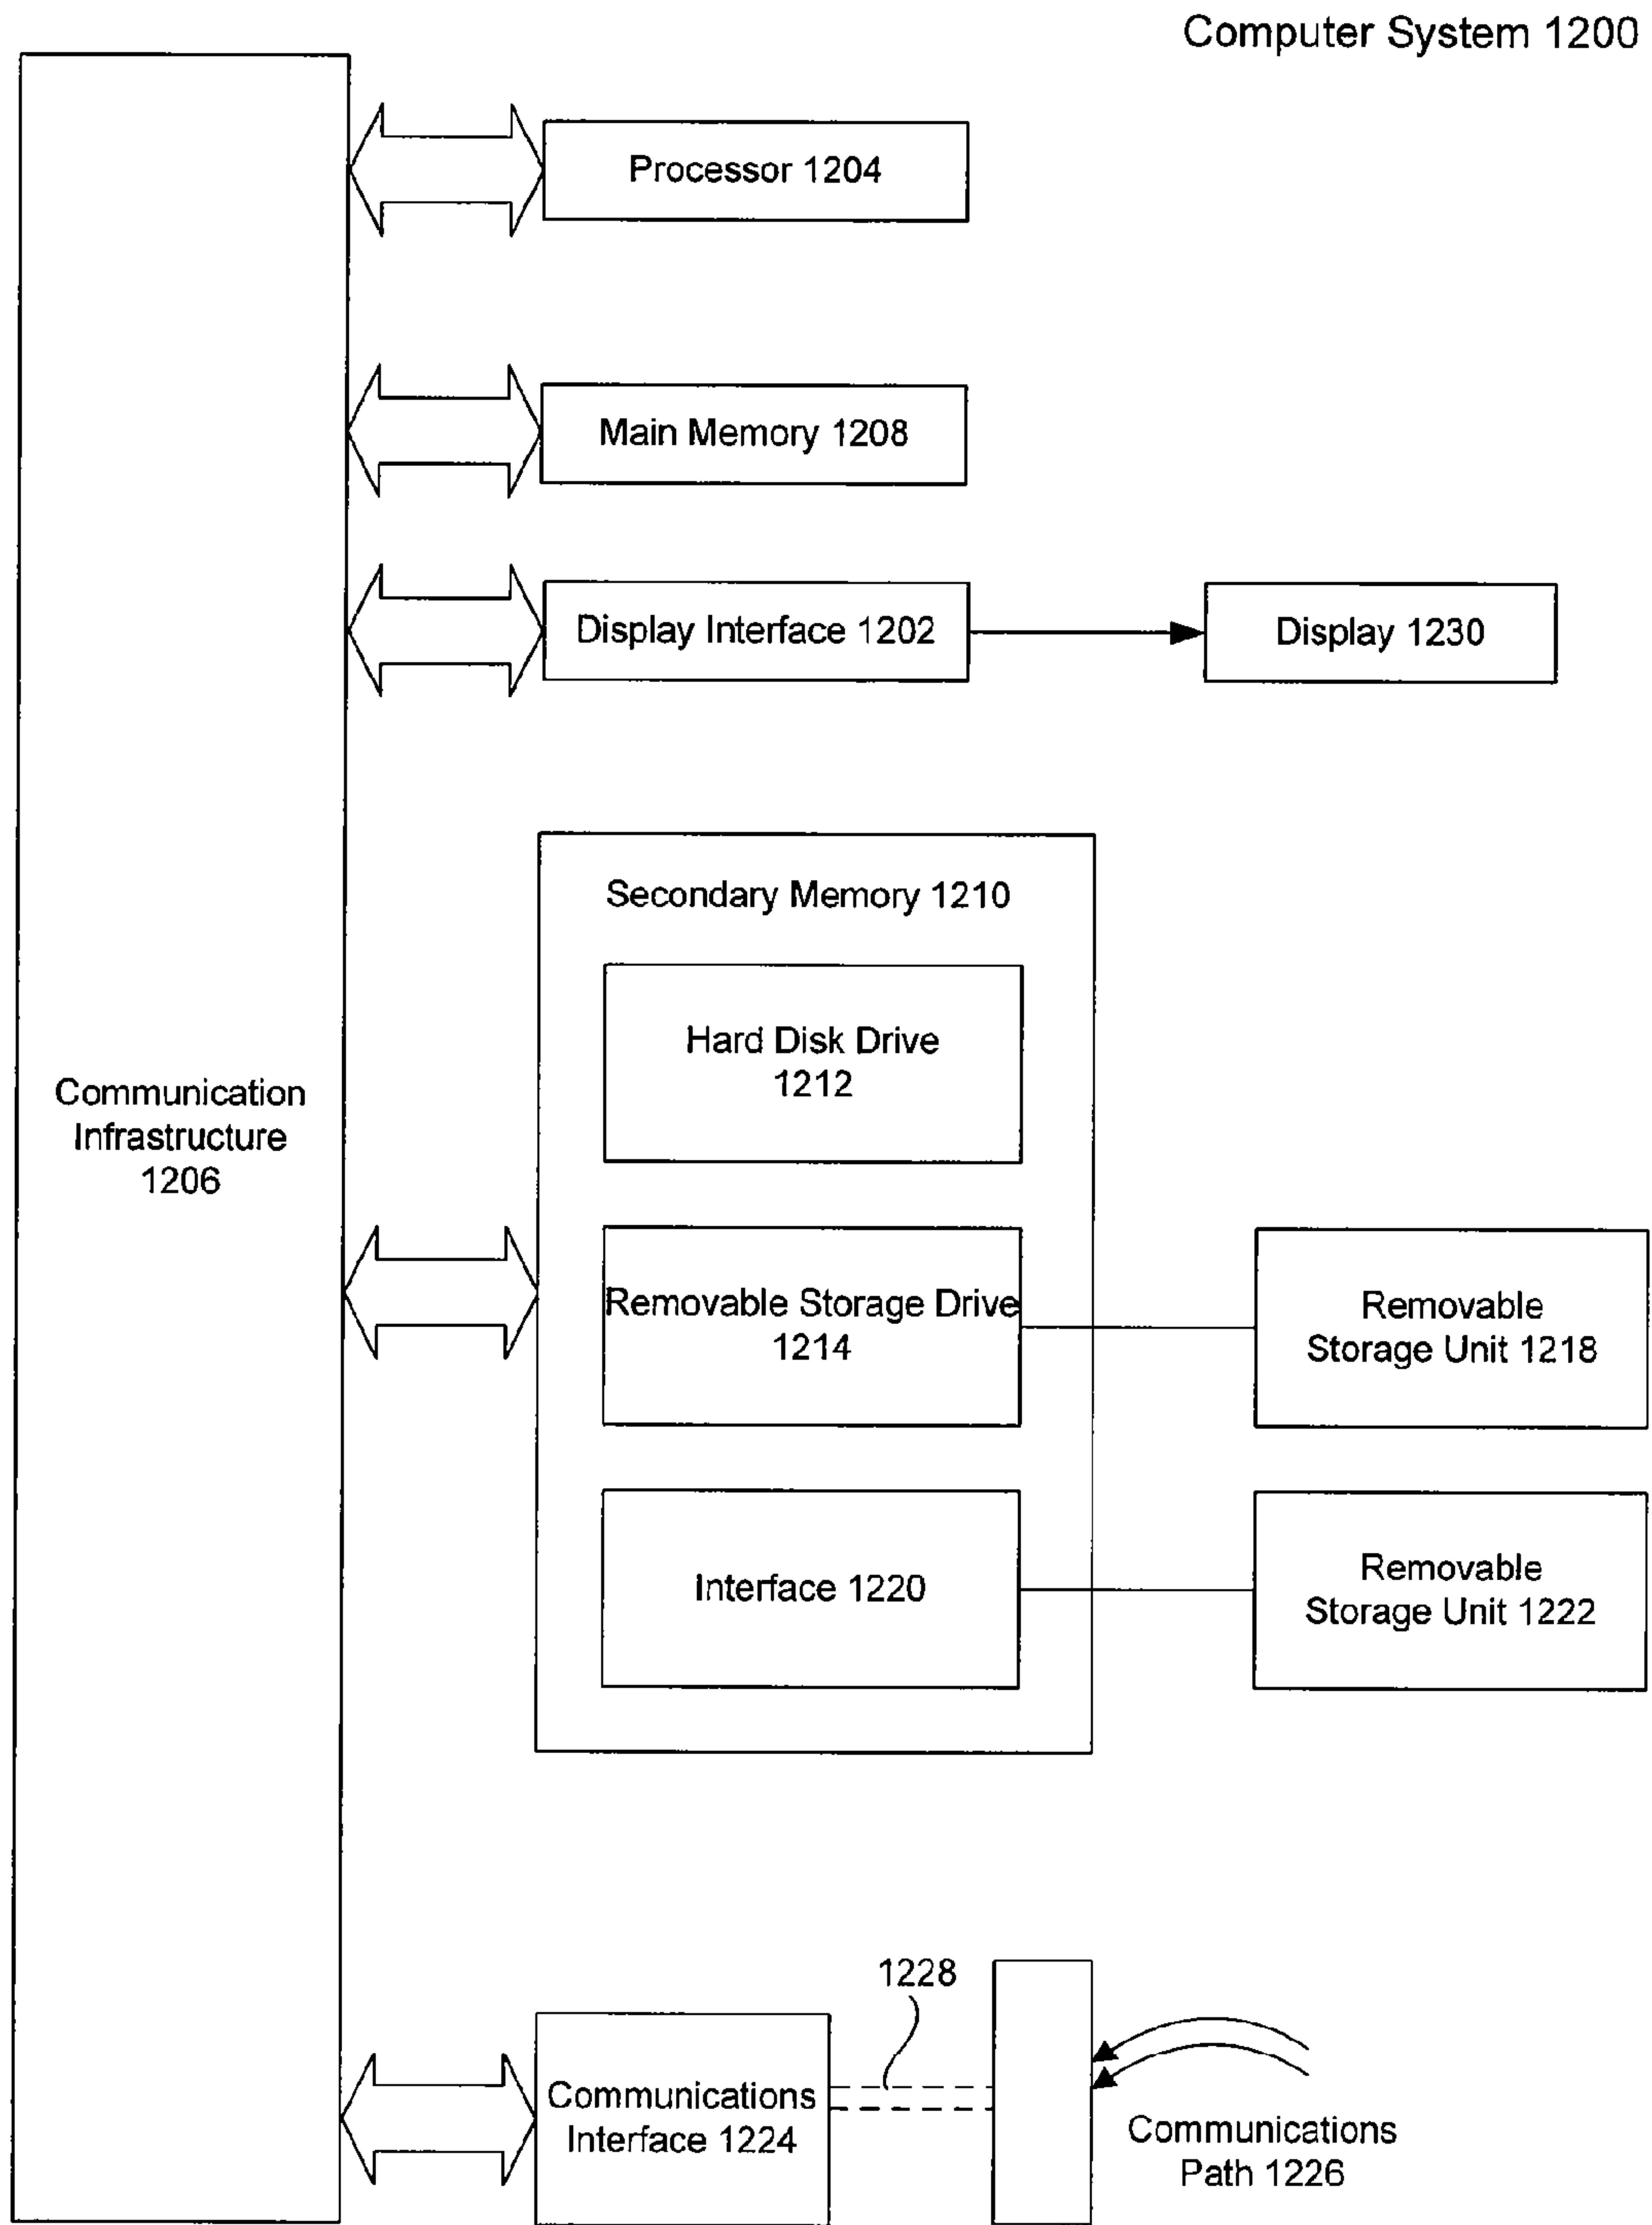 Computer System 1200
Processor 1204
Main Memory 1208
Display Interface 1202
Display 1230
Secondary Memory 1210
Hard Disk Drive
1212
Communication
Infrastructure
1206
Removable Storage Drive
1214
Removable
Storage Unit 1218
Interface 1220
Removable
Storage Unit 1222
1228
Communications
Interface 1224
Communications
Path 1226